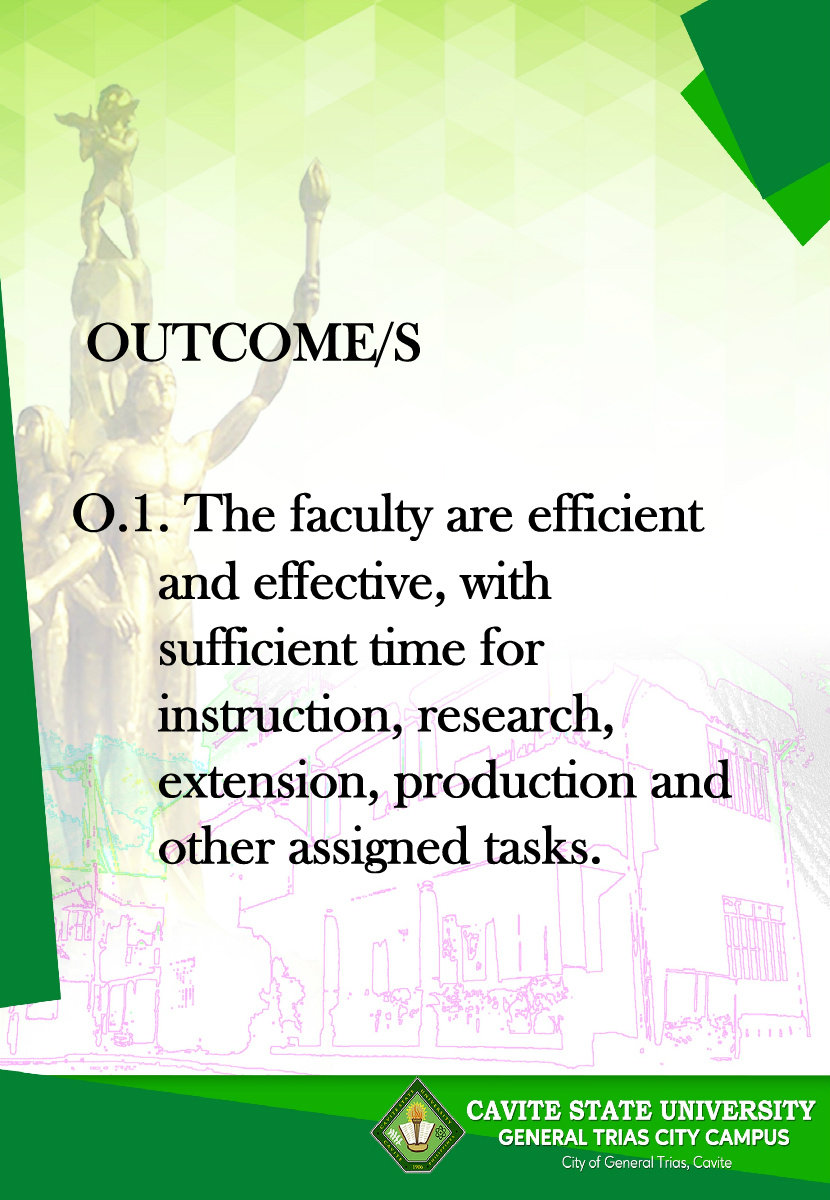 OUTCOME/S
O.1. The faculty are efficient
and effective, with
sufficient time for
instruction, research,
extension, production and
other assigned tasks.
CAVITE STATE UNIVERSITY
GENERAL TRIAS CITY CAMPUS
City of General Trias, Cavite
1906